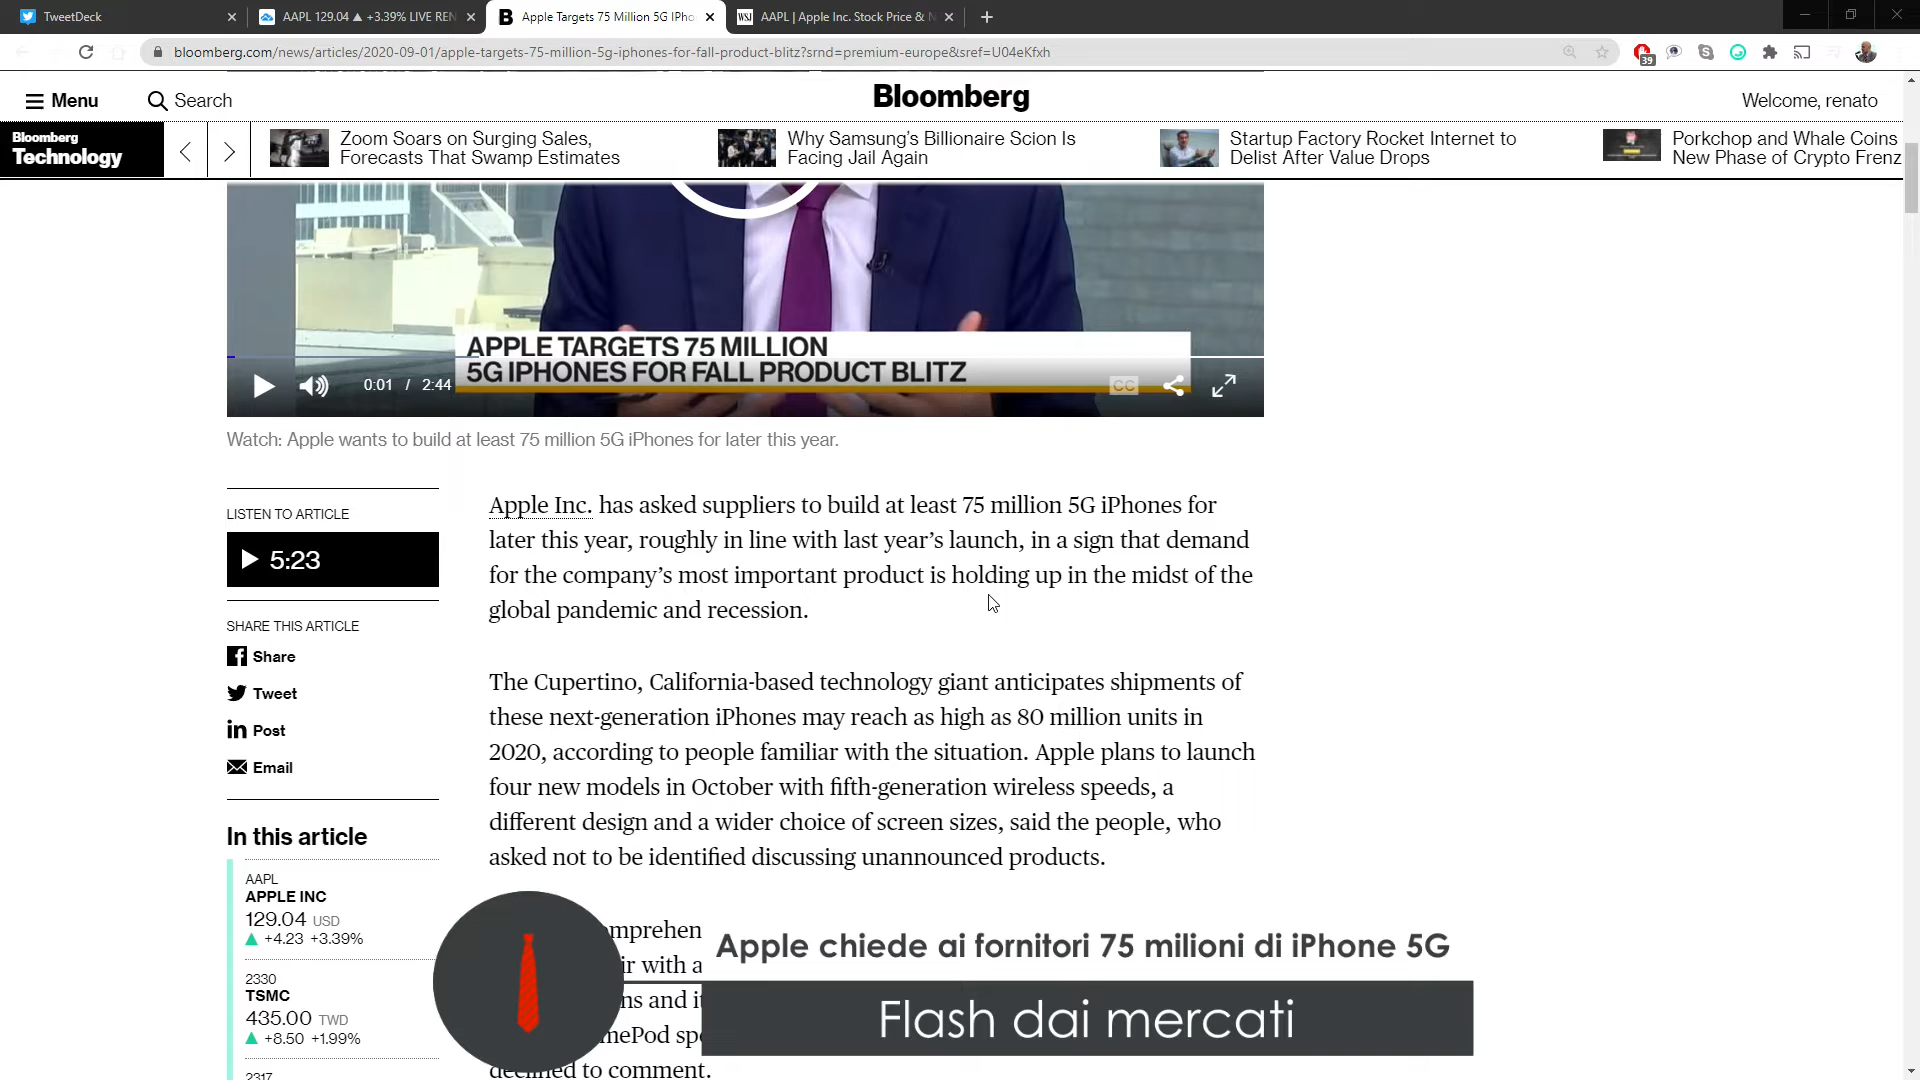 TweetDeck
AAPL 129.04 ▲ +3.39% LIVE REN
Apple Targets 75 Million 5G IPho
WSJ
AAPL | Apple Inc. Stock Price & N
bloomberg.com/news/articles/2020-09-01/apple-targets-75-million-5g-iphones-for-fall-product-blitz?srnd=premium-europe&sref=U04eKfxh
39
Menu
Search
Bloomberg
Welcome, renato
Bloomberg
Technology
Zoom Soars on Surging Sales,
Forecasts That Swamp Estimates
Why Samsung's Billionaire Scion Is
Facing Jail Again
Startup Factory Rocket Internet to
Delist After Value Drops
Porkchop and Whale Coins
New Phase of Crypto Frenz
APPLE TARGETS 75 MILLION
5G IPHONES FOR FALL PRODUCT BLITZ
0:01 / 2:44
CC
Watch: Apple wants to build at least 75 million 5G iPhones for later this year.
LISTEN TO ARTICLE
5:23
SHARE THIS ARTICLE
Share
Tweet
Post
Email
In this article
AAPL
APPLE INC
129.04 USD
▲ +4.23 +3.39%
2330
TSMC
435.00 TWD
▲ +8.50 +1.99%
2317
Apple Inc. has asked suppliers to build at least 75 million 5G iPhones for
later this year, roughly in line with last year's launch, in a sign that demand
for the company's most important product is holding up in the midst of the
global pandemic and recession.
The Cupertino, California-based technology giant anticipates shipments of
these next-generation iPhones may reach as high as 80 million units in
2020, according to people familiar with the situation. Apple plans to launch
four new models in October with fifth-generation wireless speeds, a
different design and a wider choice of screen sizes, said the people, who
asked not to be identified discussing unannounced products.
mprehen
ir with a
ns and it
mePod spe
declined to comment.
Apple chiede ai fornitori 75 milioni di iPhone 5G
Flash dai mercati